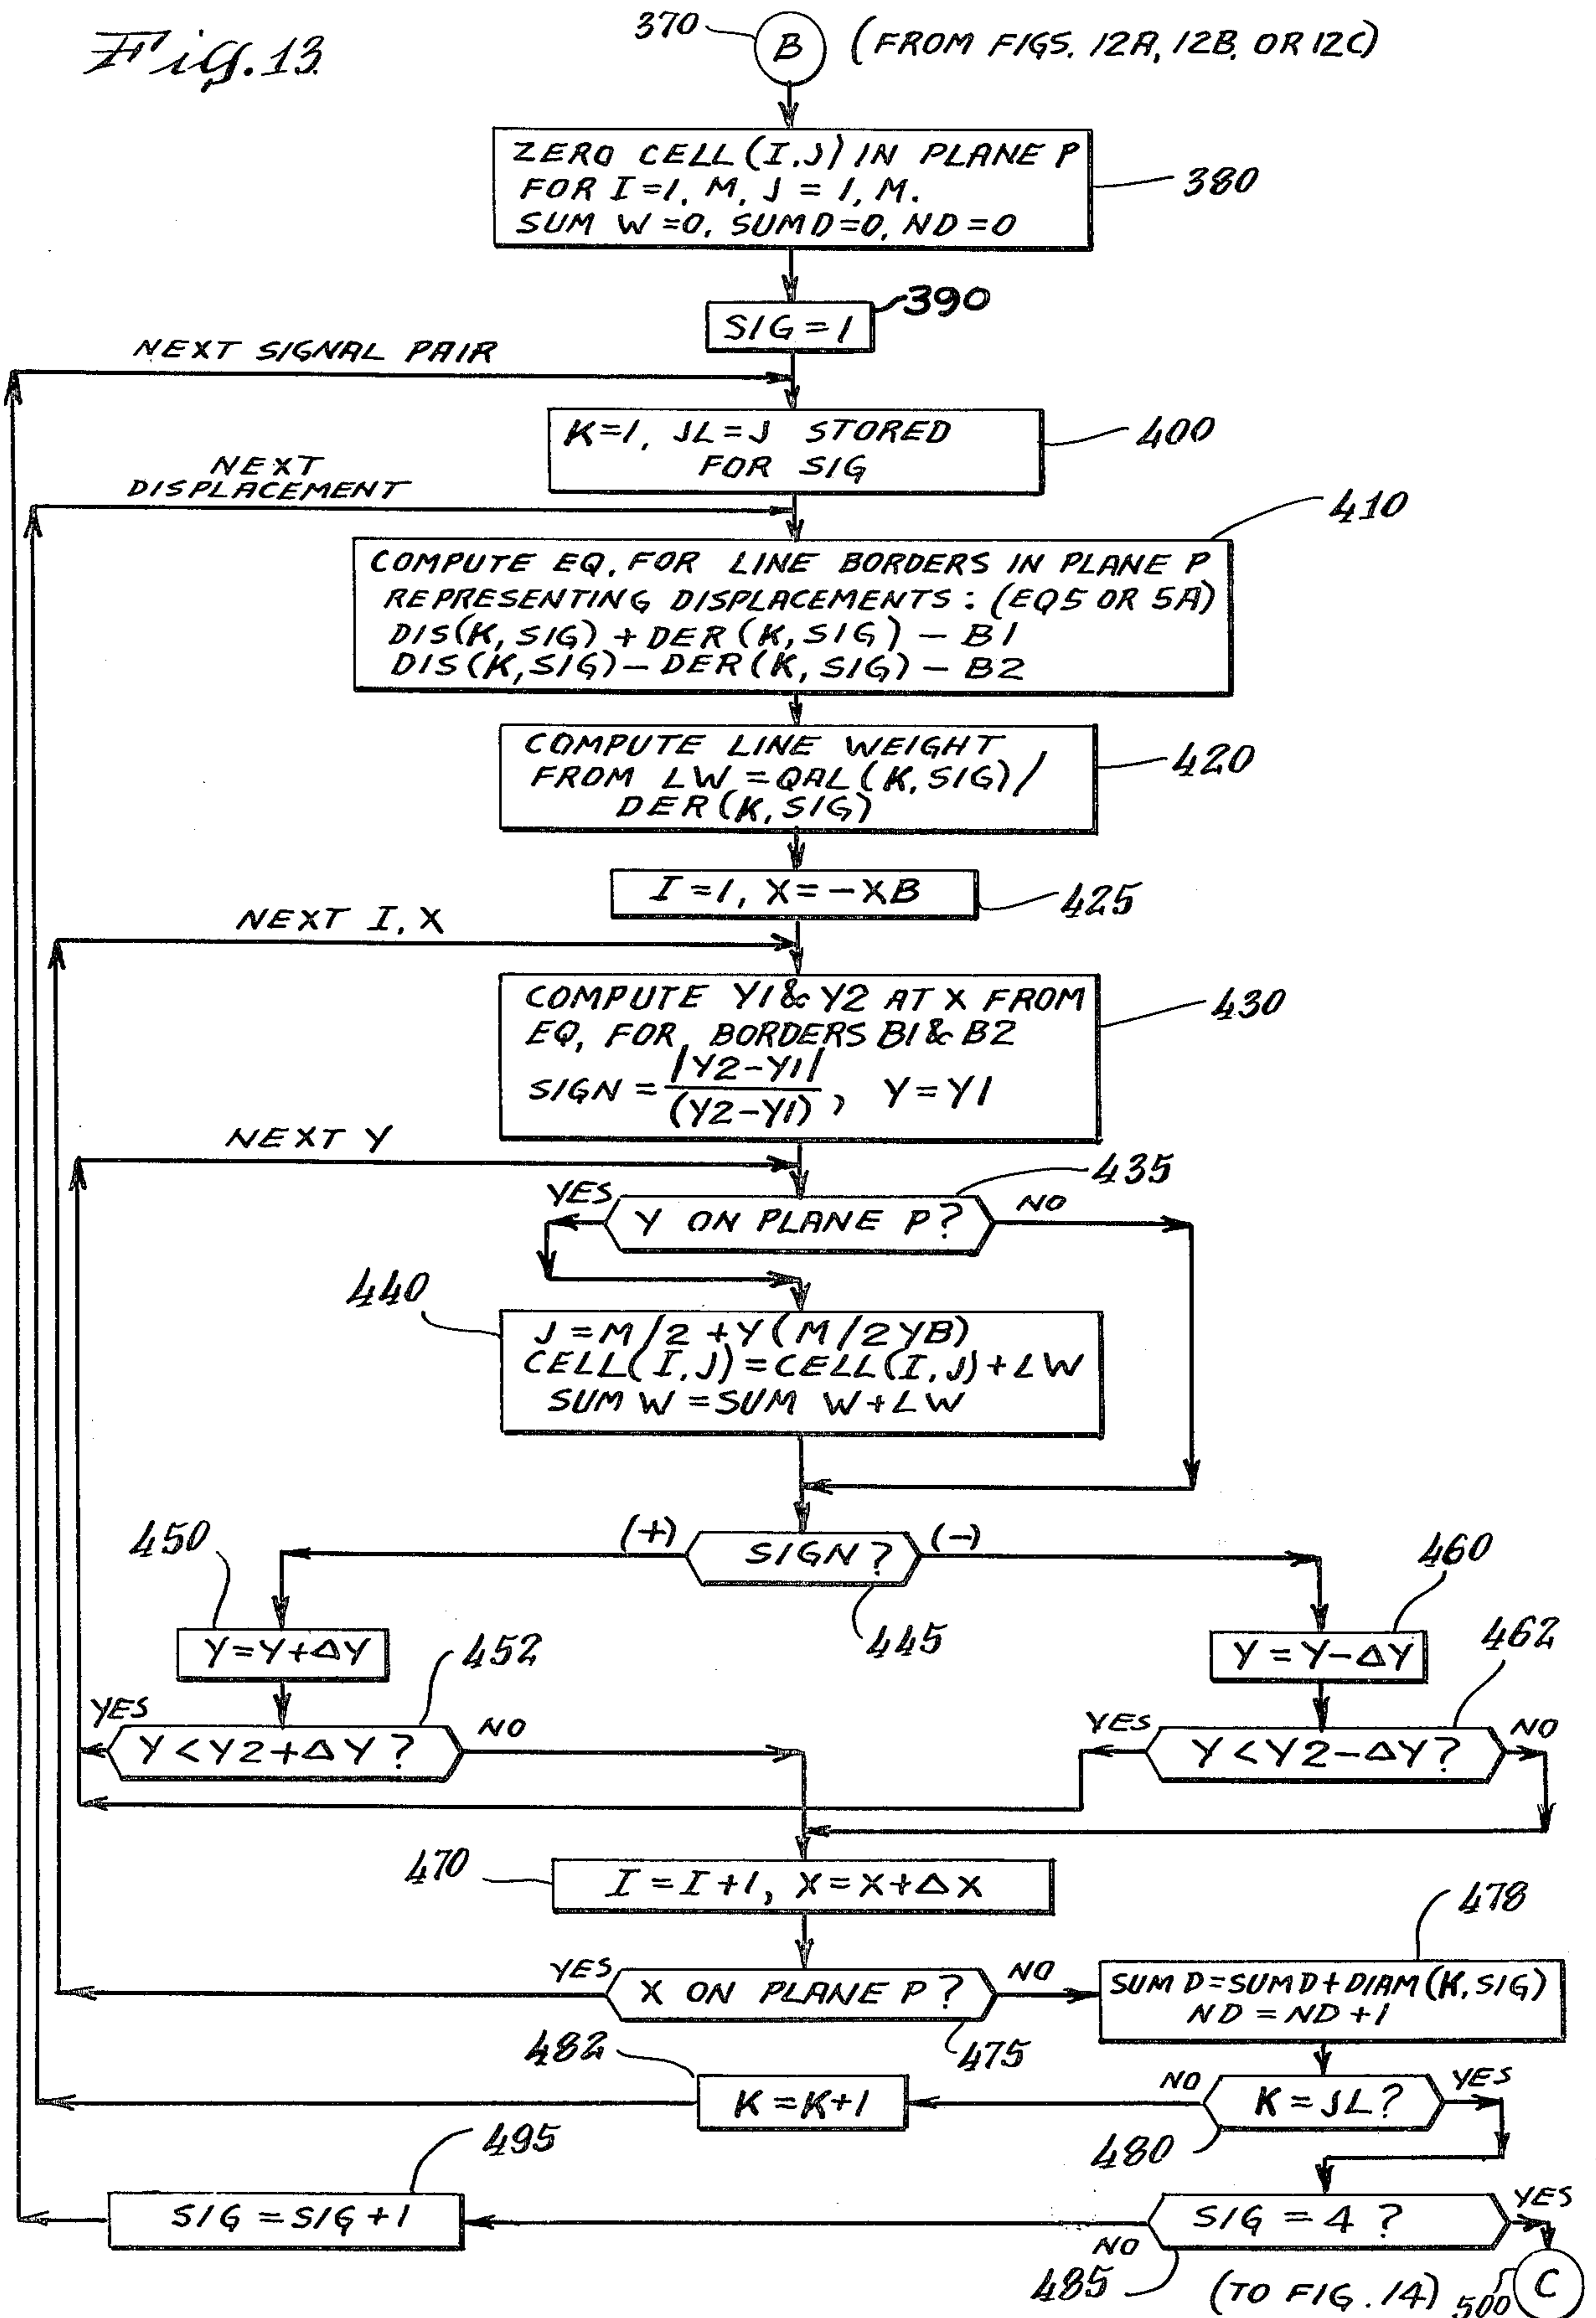 Fig. 13
370 B (FROM FIGS. 12A, 12B, OR 12C)
ZERO CELL(I,J) IN PLANE P
FOR I=1, M, J = 1, M.
SUM W =0, SUMD=0, ND=0
380
SIG=1
390
NEXT SIGNAL PAIR
K=1, JL=J STORED
FOR SIG
400
NEXT
DISPLACEMENT
410
COMPUTE EQ. FOR LINE BORDERS IN PLANE P
REPRESENTING DISPLACEMENTS: (EQ5 OR 5A)
DIS(K,SIG) + DER(K,SIG) - B1
DIS(K,SIG) - DER(K,SIG) - B2
COMPUTE LINE WEIGHT
FROM LW = QAL(K,SIG)/
DER(K,SIG)
420
I=1, X=-XB
425
NEXT I, X
COMPUTE Y1 & Y2 AT X FROM
EQ, FOR BORDERS B1 & B2
SIGN = |Y2-Y1| / (Y2-Y1), Y=Y1
430
NEXT Y
435
YES Y ON PLANE P? NO
440
J=M/2 +Y(M/2YB)
CELL(I,J)=CELL(I,J)+LW
SUM W =SUM W+LW
(+) SIGN? (-)
445
450
Y=Y+ΔY
452
YES Y<Y2+ΔY? NO
460
Y=Y-ΔY
462
YES Y<Y2-ΔY? NO
470
I=I+1, X=X+ΔX
YES X ON PLANE P? NO
475
478
SUM D=SUMD+DIAM(K,SIG)
ND=ND+1
482
K=K+1
NO K=JL? YES
480
495
SIG=SIG+1
NO SIG=4? YES
485
(TO FIG. 14) 500 C